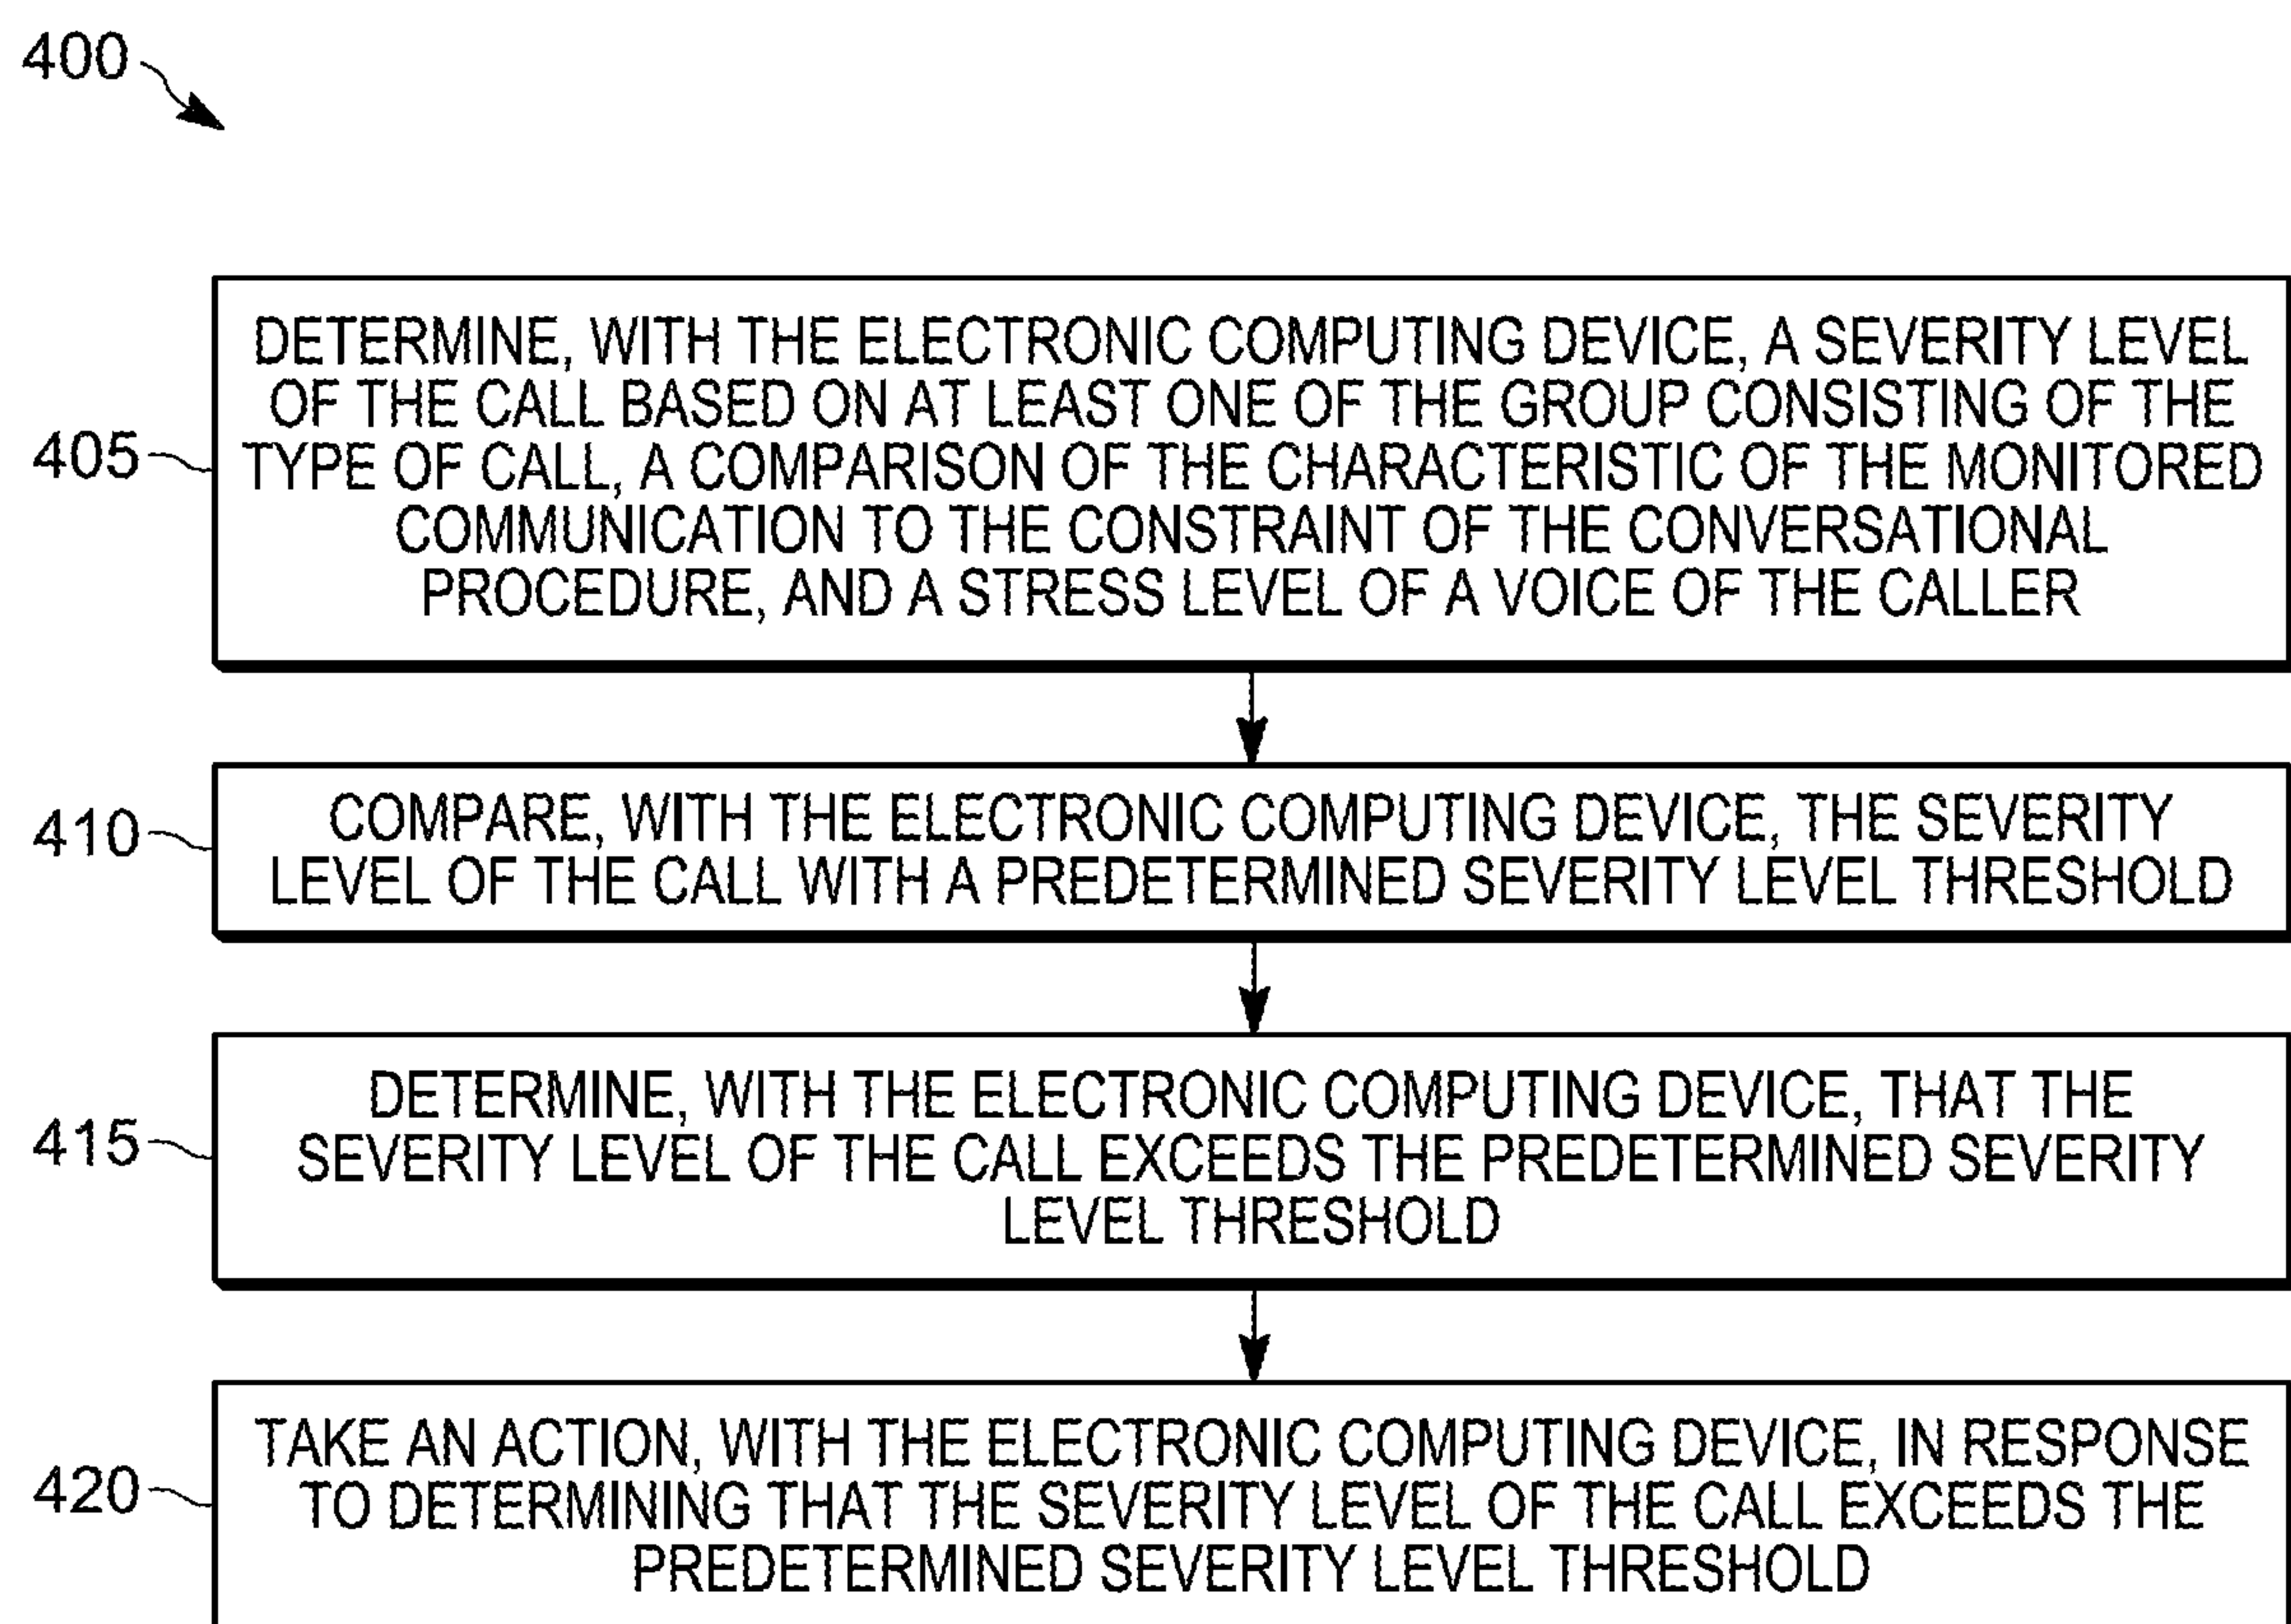 400
405
DETERMINE, WITH THE ELECTRONIC COMPUTING DEVICE, A SEVERITY LEVEL
OF THE CALL BASED ON AT LEAST ONE OF THE GROUP CONSISTING OF THE
TYPE OF CALL, A COMPARISON OF THE CHARACTERISTIC OF THE MONITORED
COMMUNICATION TO THE CONSTRAINT OF THE CONVERSATIONAL
PROCEDURE, AND A STRESS LEVEL OF A VOICE OF THE CALLER
410
COMPARE, WITH THE ELECTRONIC COMPUTING DEVICE, THE SEVERITY
LEVEL OF THE CALL WITH A PREDETERMINED SEVERITY LEVEL THRESHOLD
415
DETERMINE, WITH THE ELECTRONIC COMPUTING DEVICE, THAT THE
SEVERITY LEVEL OF THE CALL EXCEEDS THE PREDETERMINED SEVERITY
LEVEL THRESHOLD
420
TAKE AN ACTION, WITH THE ELECTRONIC COMPUTING DEVICE, IN RESPONSE
TO DETERMINING THAT THE SEVERITY LEVEL OF THE CALL EXCEEDS THE
PREDETERMINED SEVERITY LEVEL THRESHOLD